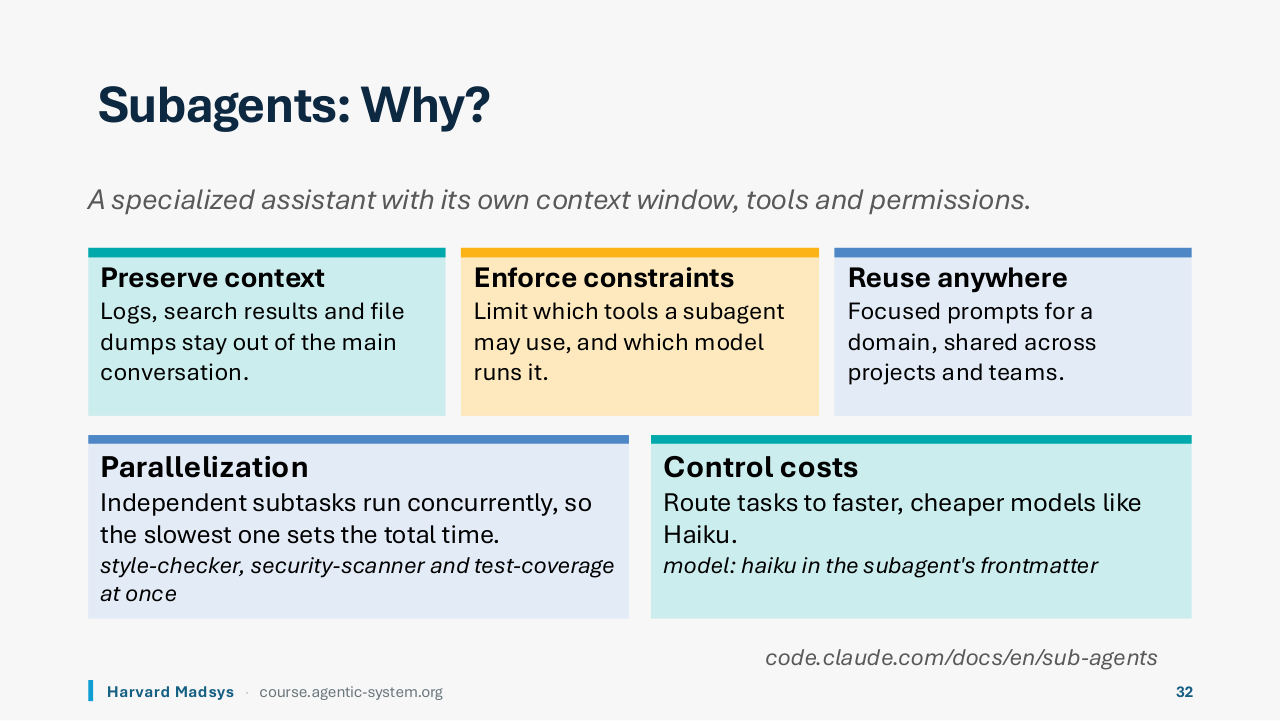 Subagents: Why?
A specialized assistant with its own context window, tools and permissions.
Preserve context
Logs, search results and file
dumps stay out of the main
conversation.
Enforce constraints
Limit which tools a subagent
may use, and which model
runs it.
Reuse anywhere
Focused prompts for a
domain, shared across
projects and teams.
Parallelization
Independent subtasks run concurrently, so
the slowest one sets the total time.
style-checker, security-scanner and test-coverage
at once
Control costs
Route tasks to faster, cheaper models like
Haiku.
model: haiku in the subagent's frontmatter
code.claude.com/docs/en/sub-agents
Harvard Madsys · course.agentic-system.org
32